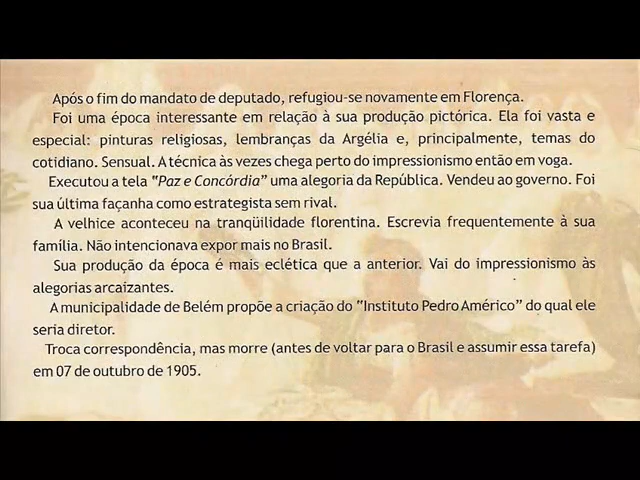 Após o fim do mandato de deputado, refugiou-se novamente em Florença.
Foi uma época interessante em relação à sua produção pictórica. Ela foi vasta e
especial: pinturas religiosas, lembranças da Argélia e, principalmente, temas do
cotidiano. Sensual. A técnica às vezes chega perto do impressionismo então em voga.
Executou a tela "Paz e Concórdia" uma alegoria da República. Vendeu ao governo. Foi
sua última façanha como estrategista sem rival.
A velhice aconteceu na tranqüilidade florentina. Escrevia frequentemente à sua
família. Não intencionava expor mais no Brasil.
Sua produção da época é mais eclética que a anterior. Vai do impressionismo às
alegorias arcaizantes.
A municipalidade de Belém propõe a criação do "Instituto Pedro Américo" do qual ele
seria diretor.
Troca correspondência, mas morre (antes de voltar para o Brasil e assumir essa tarefa)
em 07 de outubro de 1905.